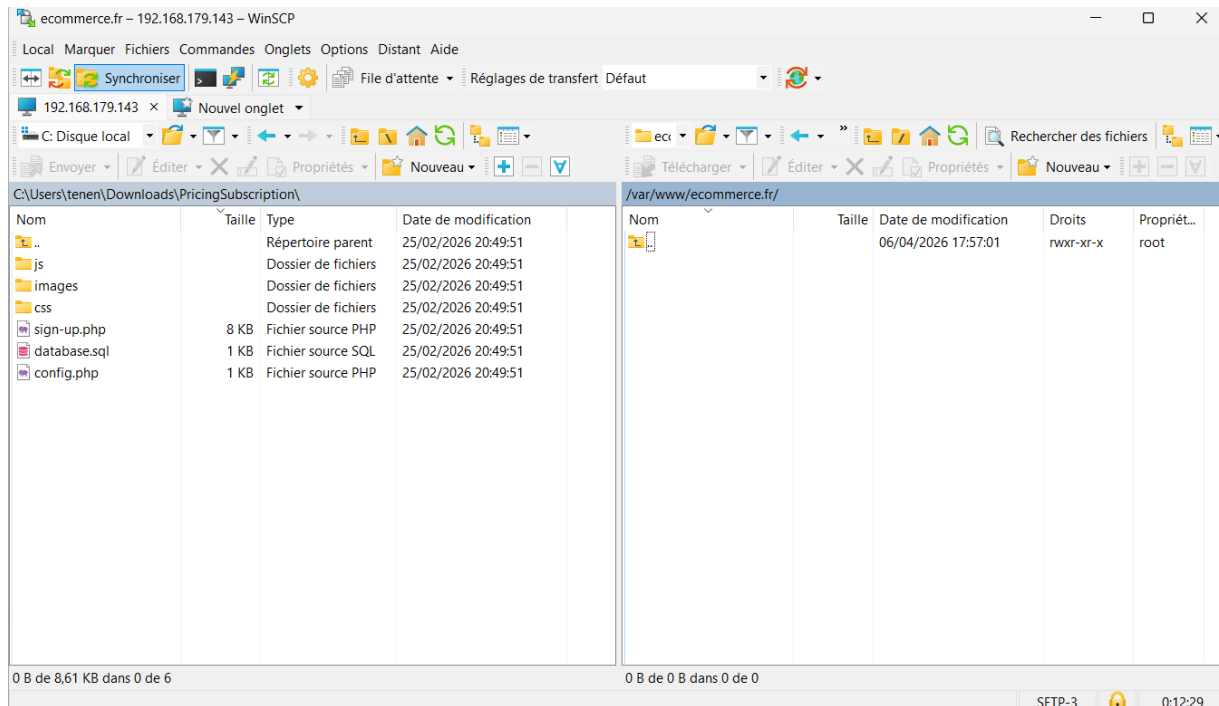 ecommerce.fr – 192.168.179.143 – WinSCP
Local Marquer Fichiers Commandes Onglets Options Distant Aide
Synchroniser File d'attente Réglages de transfert Défaut
192.168.179.143 × Nouvel onglet
C: Disque local
Rechercher des fichiers
Envoyer Éditer Propriétés Nouveau
Télécharger Éditer Propriétés Nouveau
C:\Users\tenen\Downloads\PricingSubscription\
Nom Taille Type Date de modification
.. Répertoire parent 25/02/2026 20:49:51
js Dossier de fichiers 25/02/2026 20:49:51
images Dossier de fichiers 25/02/2026 20:49:51
css Dossier de fichiers 25/02/2026 20:49:51
sign-up.php 8 KB Fichier source PHP 25/02/2026 20:49:51
database.sql 1 KB Fichier source SQL 25/02/2026 20:49:51
config.php 1 KB Fichier source PHP 25/02/2026 20:49:51
0 B de 8,61 KB dans 0 de 6
/var/www/ecommerce.fr/
Nom Taille Date de modification Droits Propriét...
.. 06/04/2026 17:57:01 rwxr-xr-x root
0 B de 0 B dans 0 de 0
SFTP-3 0:12:29